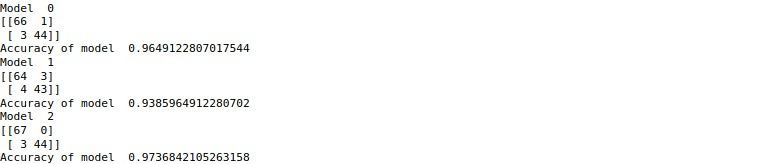 Model  0
[[66  1]
 [ 3 44]]
Accuracy of model  0.9649122807017544
Model  1
[[64  3]
 [ 4 43]]
Accuracy of model  0.9385964912280702
Model  2
[[67  0]
 [ 3 44]]
Accuracy of model  0.9736842105263158